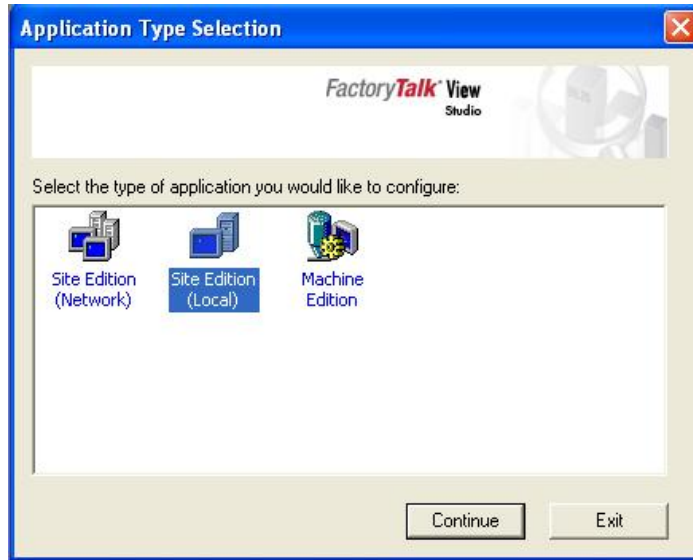 Application Type Selection
FactoryTalk View
Studio
Select the type of application you would like to configure:
Site Edition
(Network)
Site Edition
(Local)
Machine
Edition
Continue
Exit